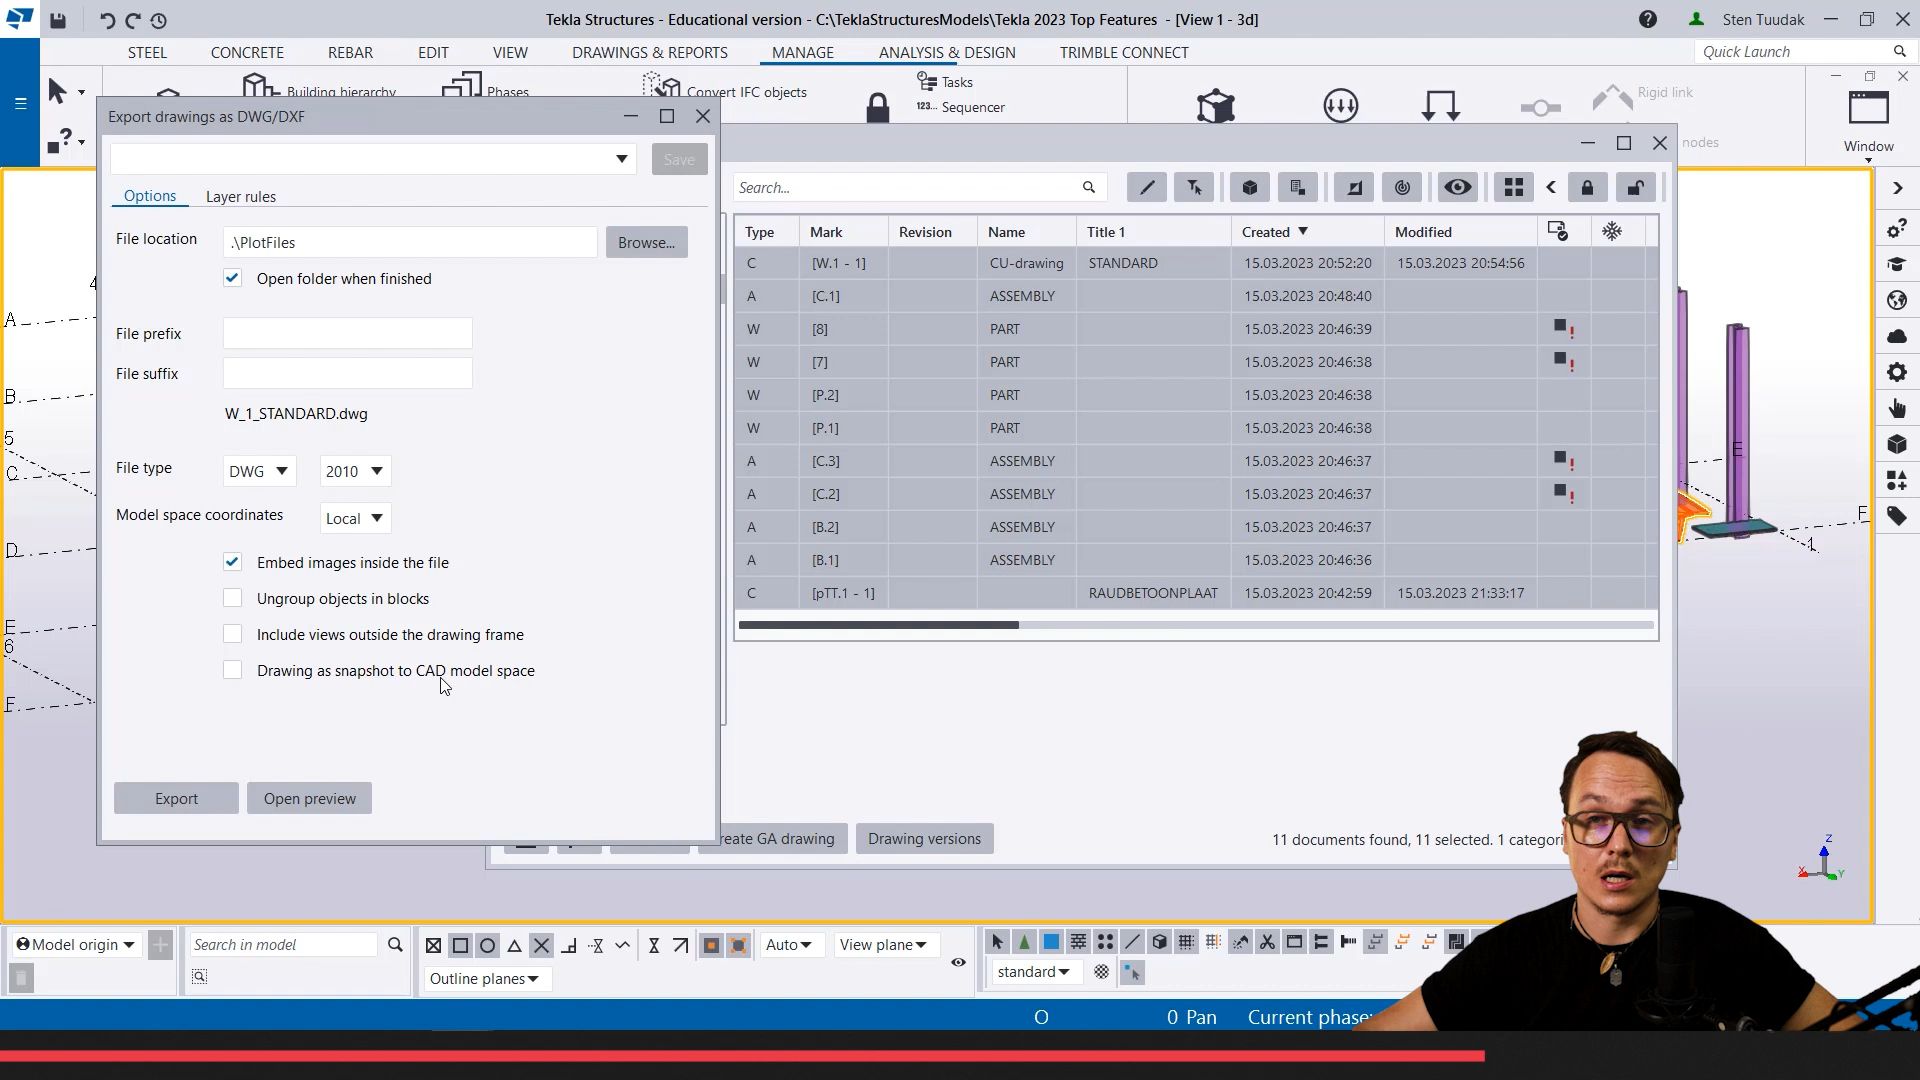 Tekla Structures - Educational version - C:\TeklaStructuresModels\Tekla 2023 Top Features - [View 1 - 3d]
Sten Tuudak
STEEL CONCRETE REBAR EDIT VIEW DRAWINGS & REPORTS MANAGE ANALYSIS & DESIGN TRIMBLE CONNECT
Quick Launch
Building hierarchy
Phases
Convert IFC objects
Tasks
123... Sequencer
Rigid link
nodes
Window
Export drawings as DWG/DXF
Save
Options Layer rules
File location
.\PlotFiles
Browse...
Open folder when finished
File prefix
File suffix
W_1_STANDARD.dwg
File type
DWG 2010
Model space coordinates
Local
Embed images inside the file
Ungroup objects in blocks
Include views outside the drawing frame
Drawing as snapshot to CAD model space
Export Open preview
Search...
Type Mark Revision Name Title 1 Created Modified
C [W.1 - 1] CU-drawing STANDARD 15.03.2023 20:52:20 15.03.2023 20:54:56
A [C.1] ASSEMBLY 15.03.2023 20:48:40
W [8] PART 15.03.2023 20:46:39
W [7] PART 15.03.2023 20:46:38
W [P.2] PART 15.03.2023 20:46:38
W [P.1] PART 15.03.2023 20:46:38
A [C.3] ASSEMBLY 15.03.2023 20:46:37
A [C.2] ASSEMBLY 15.03.2023 20:46:37
A [B.2] ASSEMBLY 15.03.2023 20:46:37
A [B.1] ASSEMBLY 15.03.2023 20:46:36
C [pTT.1 - 1] RAUDBETOONPLAAT 15.03.2023 20:42:59 15.03.2023 21:33:17
reate GA drawing Drawing versions
11 documents found, 11 selected. 1 categori
4
A
B
5
C
D
E
6
F
E
F
1
Z
X
Y
Model origin
Search in model
Auto
View plane
Outline planes
standard
O
0 Pan
Current phase: